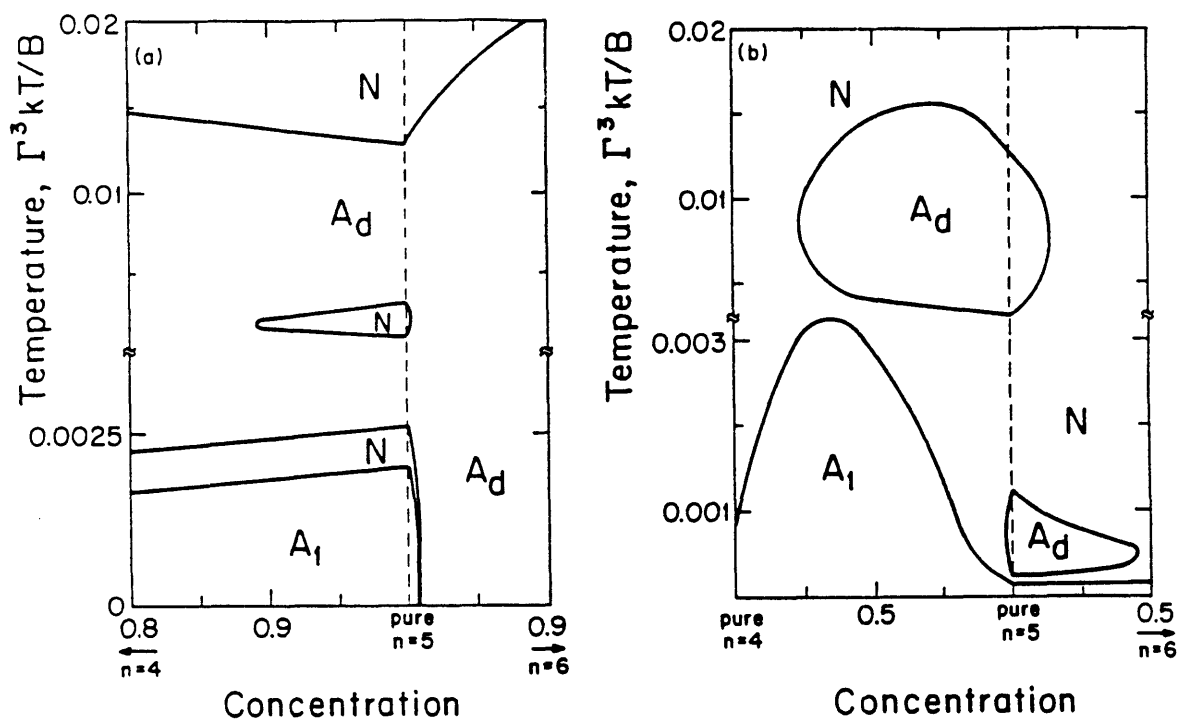 Temperature, Γ³kT/B
0.02
0.01
0.0025
0
(a)
N
A_d
N
N
A_d
A_1
0.8
0.9
pure
n=5
0.9
n=4
n=6
Concentration
Temperature, Γ³kT/B
0.02
0.01
0.003
0.001
(b)
N
A_d
N
A_1
A_d
pure
n=4
0.5
pure
n=5
0.5
n=6
Concentration